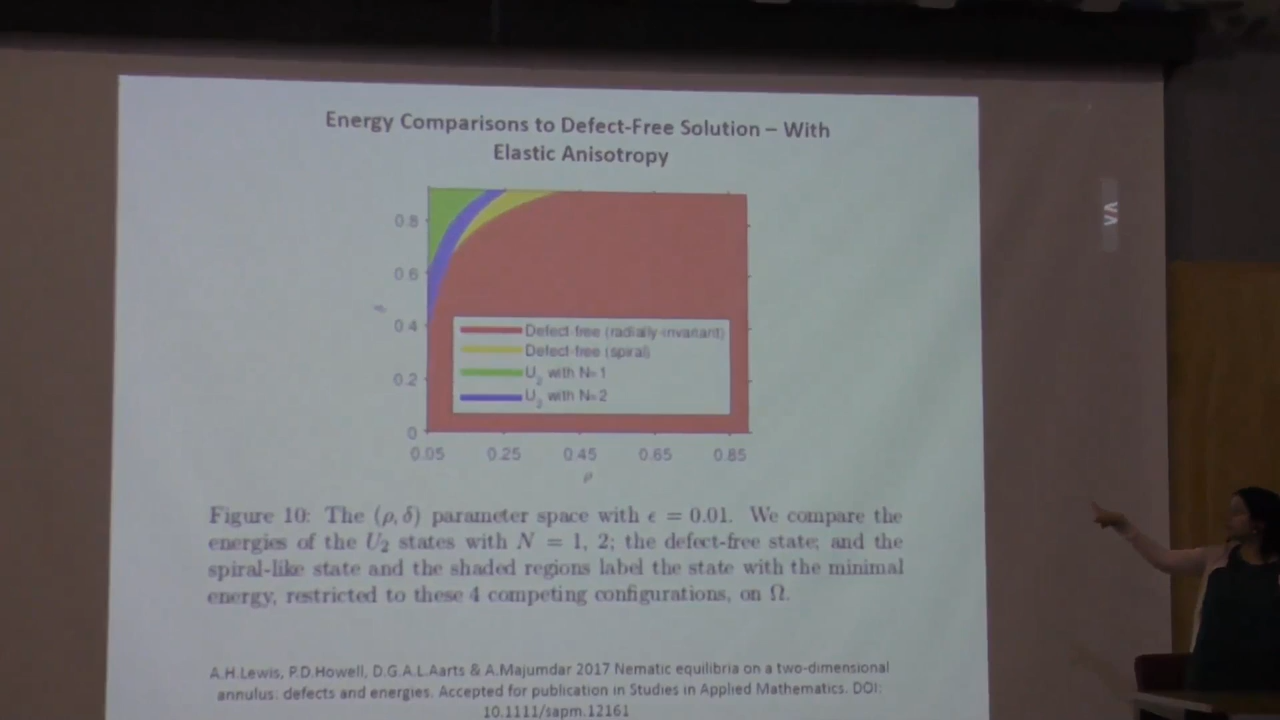 Energy Comparisons to Defect-Free Solution – With
Elastic Anisotropy
0.8
0.6
0.4
0.2
0
0.05 0.25 0.45 0.65 0.85
ρ
Defect-free (radially-invariant)
Defect-free (spiral)
U₂ with N=1
U₂ with N=2
Figure 10: The (ρ, δ) parameter space with ϵ = 0.01. We compare the
energies of the U₂ states with N = 1, 2; the defect-free state; and the
spiral-like state and the shaded regions label the state with the minimal
energy, restricted to these 4 competing configurations, on Ω.
A.H.Lewis, P.D.Howell, D.G.A.L.Aarts & A.Majumdar 2017 Nematic equilibria on a two-dimensional
annulus: defects and energies. Accepted for publication in Studies in Applied Mathematics. DOI:
10.1111/sapm.12161